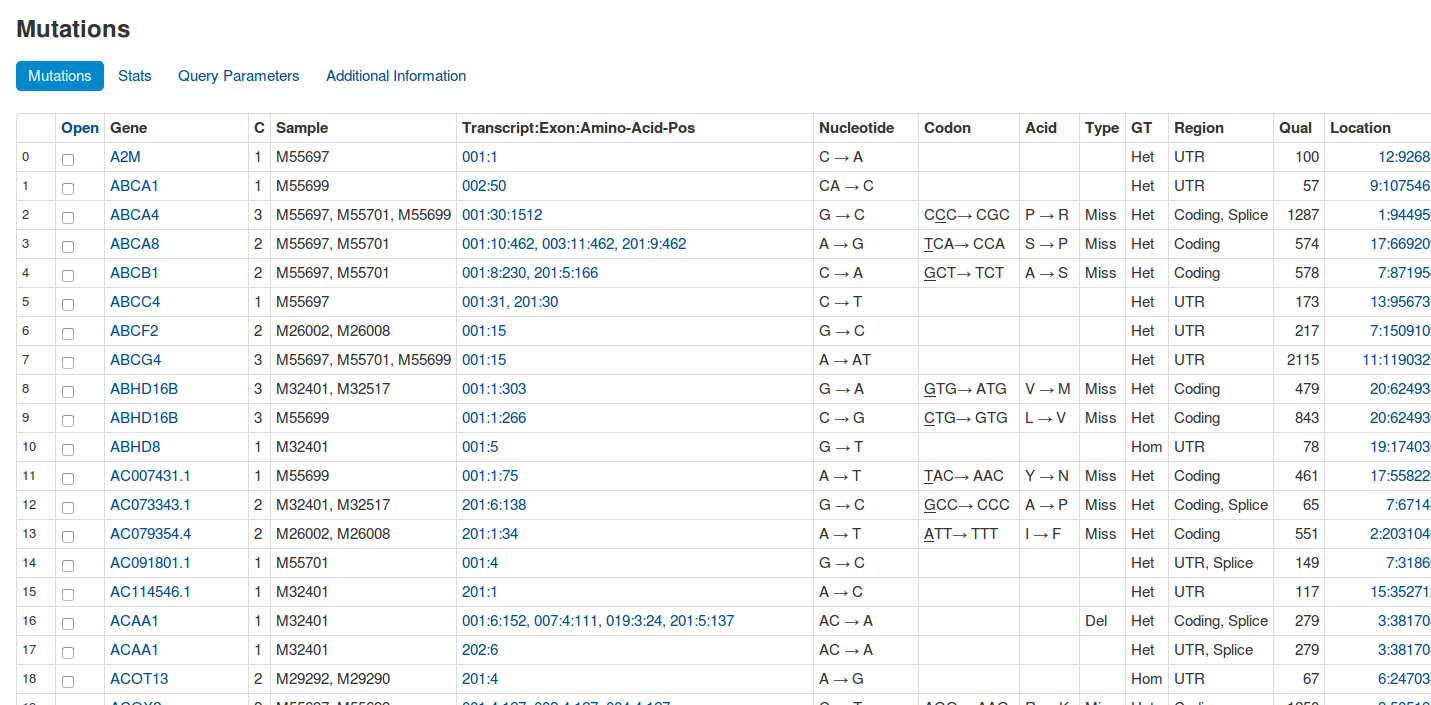 Mutations
Mutations Stats Query Parameters Additional Information
Open Gene C Sample Transcript:Exon:Amino-Acid-Pos Nucleotide Codon Acid Type GT Region Qual Location
0 A2M 1 M55697 001:1 C → A Het UTR 100 12:9268
1 ABCA1 1 M55699 002:50 CA → C Het UTR 57 9:107546
2 ABCA4 3 M55697, M55701, M55699 001:30:1512 G → C CCC→ CGC P → R Miss Het Coding, Splice 1287 1:944950
3 ABCA8 2 M55697, M55701 001:10:462, 003:11:462, 201:9:462 A → G TCA→ CCA S → P Miss Het Coding 574 17:66920
4 ABCB1 2 M55697, M55701 001:8:230, 201:5:166 C → A GCT→ TCT A → S Miss Het Coding 578 7:87195
5 ABCC4 1 M55697 001:31, 201:30 C → T Het UTR 173 13:95673
6 ABCF2 2 M26002, M26008 001:15 G → C Het UTR 217 7:150910
7 ABCG4 3 M55697, M55701, M55699 001:15 A → AT Het UTR 2115 11:119032
8 ABHD16B 3 M32401, M32517 001:1:303 G → A GTG→ ATG V → M Miss Het Coding 479 20:62493
9 ABHD16B 3 M55699 001:1:266 C → G CTG→ GTG L → V Miss Het Coding 843 20:62493
10 ABHD8 1 M32401 001:5 G → T Hom UTR 78 19:17403
11 AC007431.1 1 M55699 001:1:75 A → T TAC→ AAC Y → N Miss Het Coding 461 17:55822
12 AC073343.1 2 M32401, M32517 201:6:138 G → C GCC→ CCC A → P Miss Het Coding, Splice 65 7:6714
13 AC079354.4 2 M26002, M26008 201:1:34 A → T ATT→ TTT I → F Miss Het Coding 551 2:203104
14 AC091801.1 1 M55701 001:4 G → C Het UTR, Splice 149 7:3186
15 AC114546.1 1 M32401 201:1 A → C Het UTR 117 15:35271
16 ACAA1 1 M32401 001:6:152, 007:4:111, 019:3:24, 201:5:137 AC → A Del Het Coding, Splice 279 3:38170
17 ACAA1 1 M32401 202:6 AC → A Het UTR, Splice 279 3:38170
18 ACOT13 2 M29292, M29290 201:4 A → G Hom UTR 67 6:24703